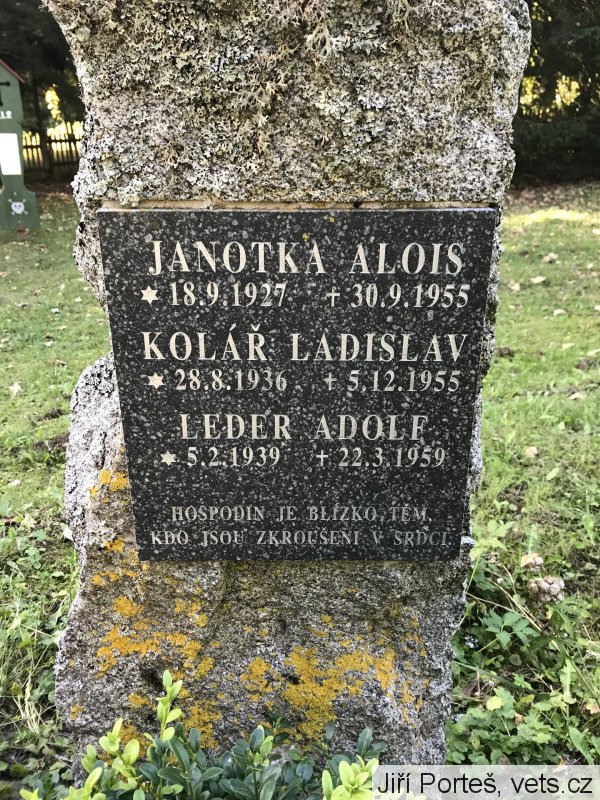 JANOTKA ALOIS
✶ 18.9.1927 + 30.9.1955
KOLÁŘ LADISLAV
✶ 28.8.1936 + 5.12.1955
LEDER ADOLF
✶ 5.2.1939 + 22.3.1959
HOSPODIN JE BLÍZKO TĚM,
KDO JSOU ZKROUŠENI V SRDCI.
Jiří Porteš, vets.cz